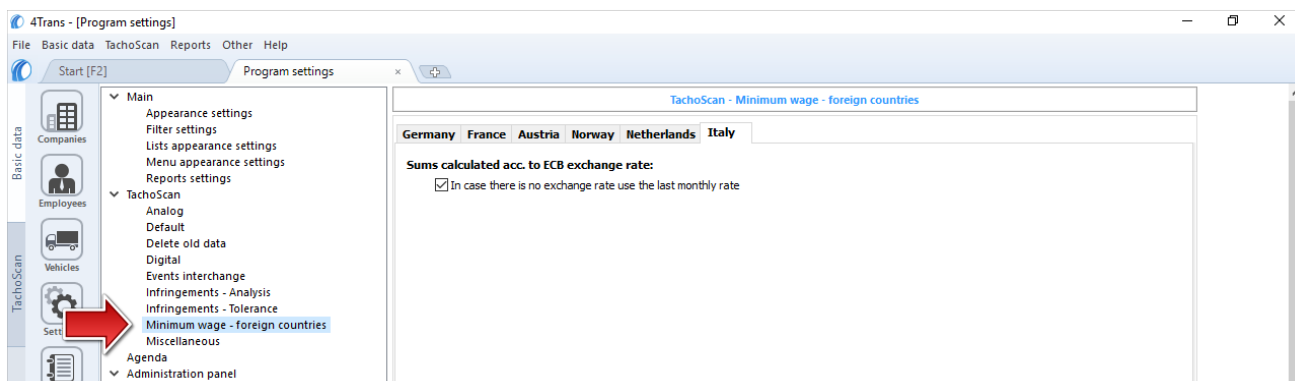 4Trans - [Program settings]
File Basic data TachoScan Reports Other Help
Start [F2]
Program settings
Basic data
TachoScan
Companies
Employees
Vehicles
Main
Appearance settings
Filter settings
Lists appearance settings
Menu appearance settings
Reports settings
TachoScan
Analog
Default
Delete old data
Digital
Events interchange
Infringements - Analysis
Infringements - Tolerance
Minimum wage - foreign countries
Miscellaneous
Agenda
Administration panel
TachoScan - Minimum wage - foreign countries
Germany France Austria Norway Netherlands Italy
Sums calculated acc. to ECB exchange rate:
In case there is no exchange rate use the last monthly rate